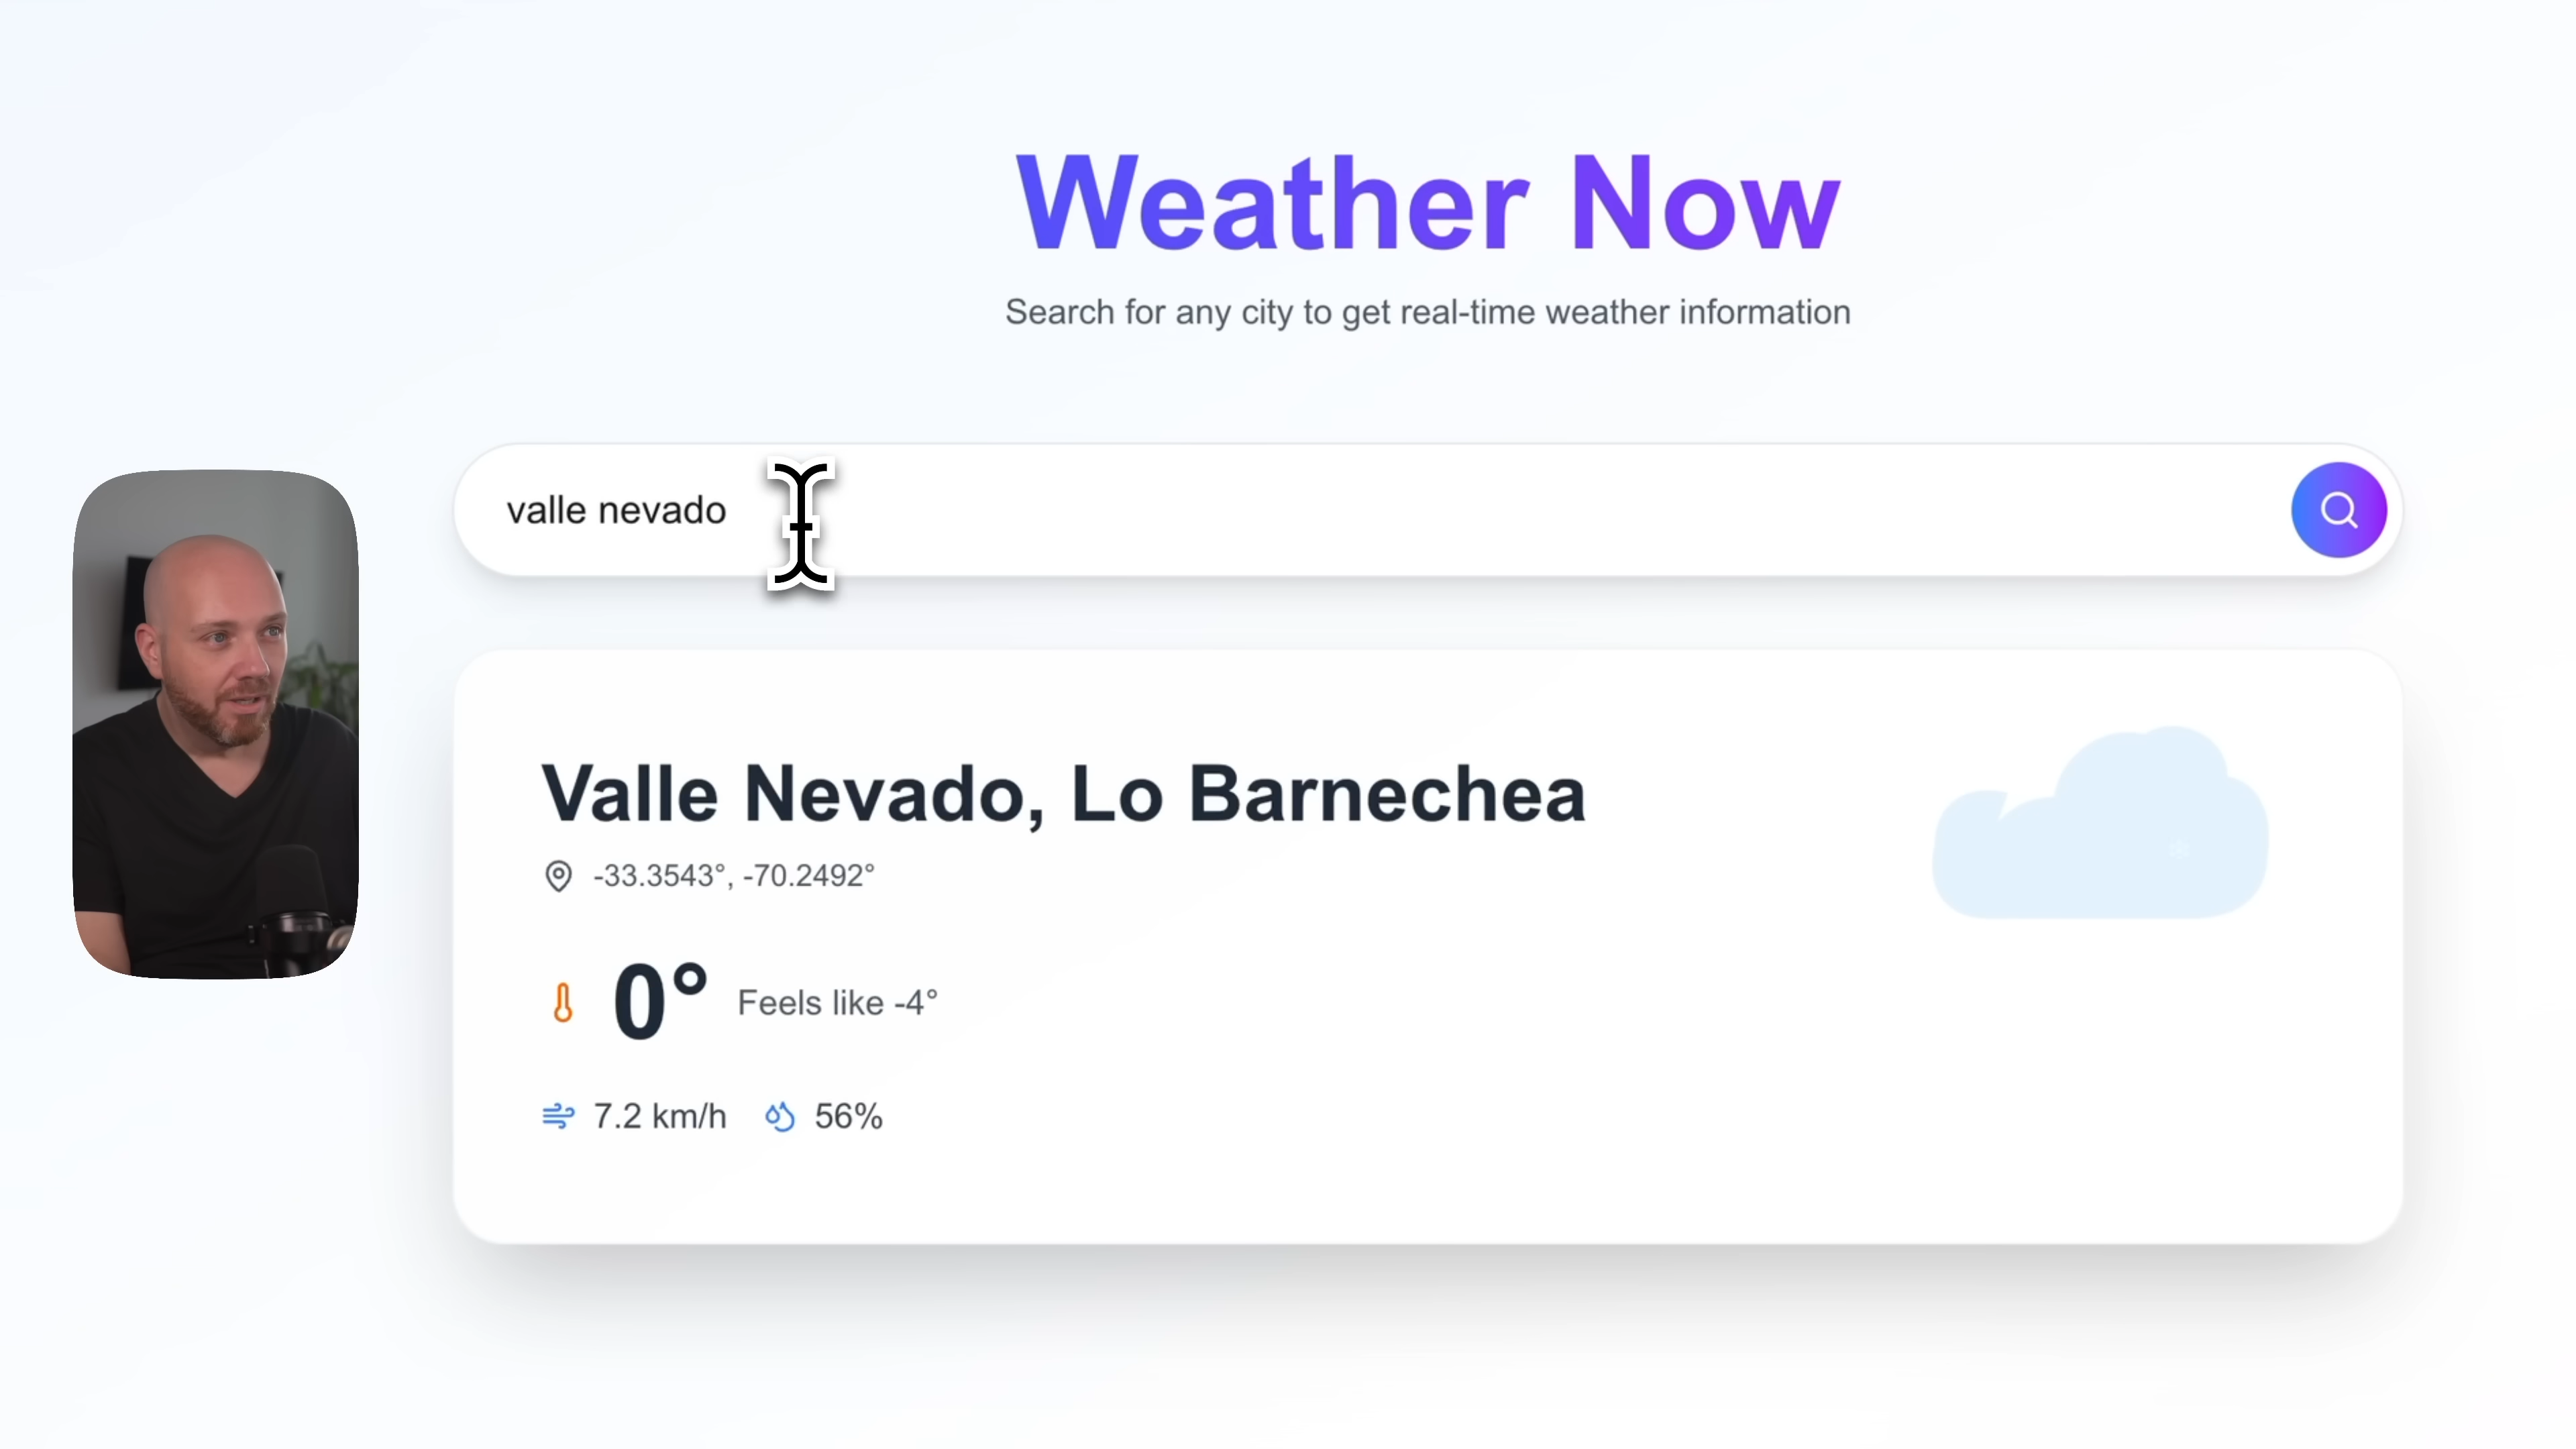 Weather Now
Search for any city to get real-time weather information
valle nevado
Valle Nevado, Lo Barnechea
-33.3543°, -70.2492°
0° Feels like -4°
7.2 km/h 56%